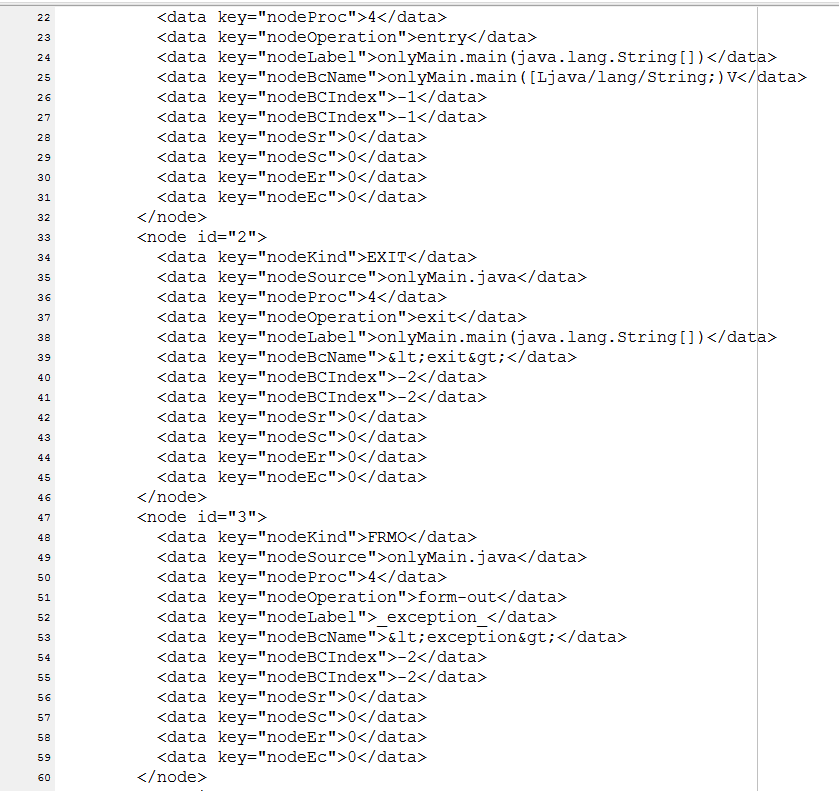 22 <data key="nodeProc">4</data>
23 <data key="nodeOperation">entry</data>
24 <data key="nodeLabel">onlyMain.main(java.lang.String[])</data>
25 <data key="nodeBcName">onlyMain.main([Ljava/lang/String;)V</data>
26 <data key="nodeBCIndex">-1</data>
27 <data key="nodeBCIndex">-1</data>
28 <data key="nodeSr">0</data>
29 <data key="nodeSc">0</data>
30 <data key="nodeEr">0</data>
31 <data key="nodeEc">0</data>
32 </node>
33 <node id="2">
34 <data key="nodeKind">EXIT</data>
35 <data key="nodeSource">onlyMain.java</data>
36 <data key="nodeProc">4</data>
37 <data key="nodeOperation">exit</data>
38 <data key="nodeLabel">onlyMain.main(java.lang.String[])</data>
39 <data key="nodeBcName">&lt;exit&gt;</data>
40 <data key="nodeBCIndex">-2</data>
41 <data key="nodeBCIndex">-2</data>
42 <data key="nodeSr">0</data>
43 <data key="nodeSc">0</data>
44 <data key="nodeEr">0</data>
45 <data key="nodeEc">0</data>
46 </node>
47 <node id="3">
48 <data key="nodeKind">FRMO</data>
49 <data key="nodeSource">onlyMain.java</data>
50 <data key="nodeProc">4</data>
51 <data key="nodeOperation">form-out</data>
52 <data key="nodeLabel">_exception_</data>
53 <data key="nodeBcName">&lt;exception&gt;</data>
54 <data key="nodeBCIndex">-2</data>
55 <data key="nodeBCIndex">-2</data>
56 <data key="nodeSr">0</data>
57 <data key="nodeSc">0</data>
58 <data key="nodeEr">0</data>
59 <data key="nodeEc">0</data>
60 </node>